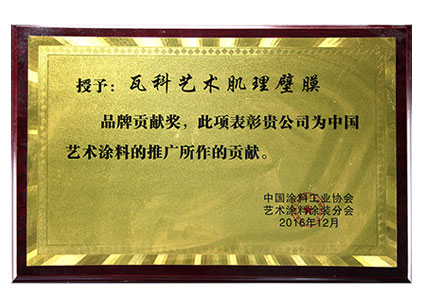 授予：瓦科艺术肌理壁膜
品牌贡献奖，此项表彰贵公司为中国
艺术涂料的推广所作的贡献。
中国涂料工业协会
艺术涂料涂装分会
2016年12月